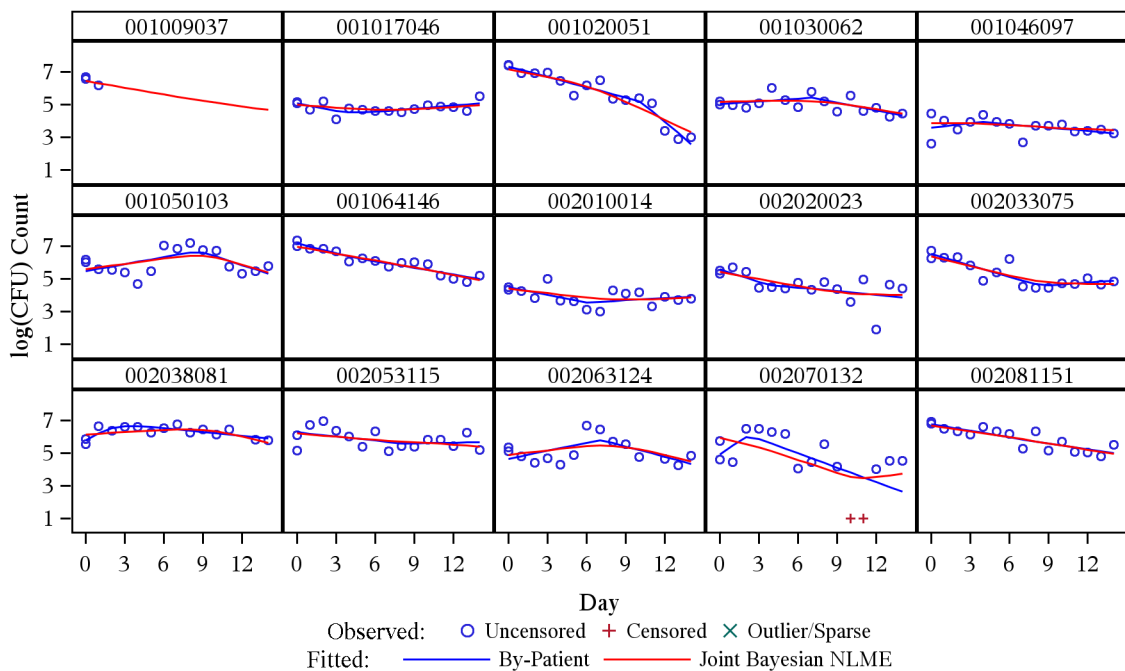 001009037 001017046 001020051 001030062 001046097
7
5
3
1
001050103 001064146 002010014 002020023 002033075
7
5
3
1
log(CFU) Count
002038081 002053115 002063124 002070132 002081151
7
5
3
1
0 3 6 9 12 0 3 6 9 12 0 3 6 9 12 0 3 6 9 12 0 3 6 9 12
Day
Observed: Uncensored Censored Outlier/Sparse
Fitted: By-Patient Joint Bayesian NLME